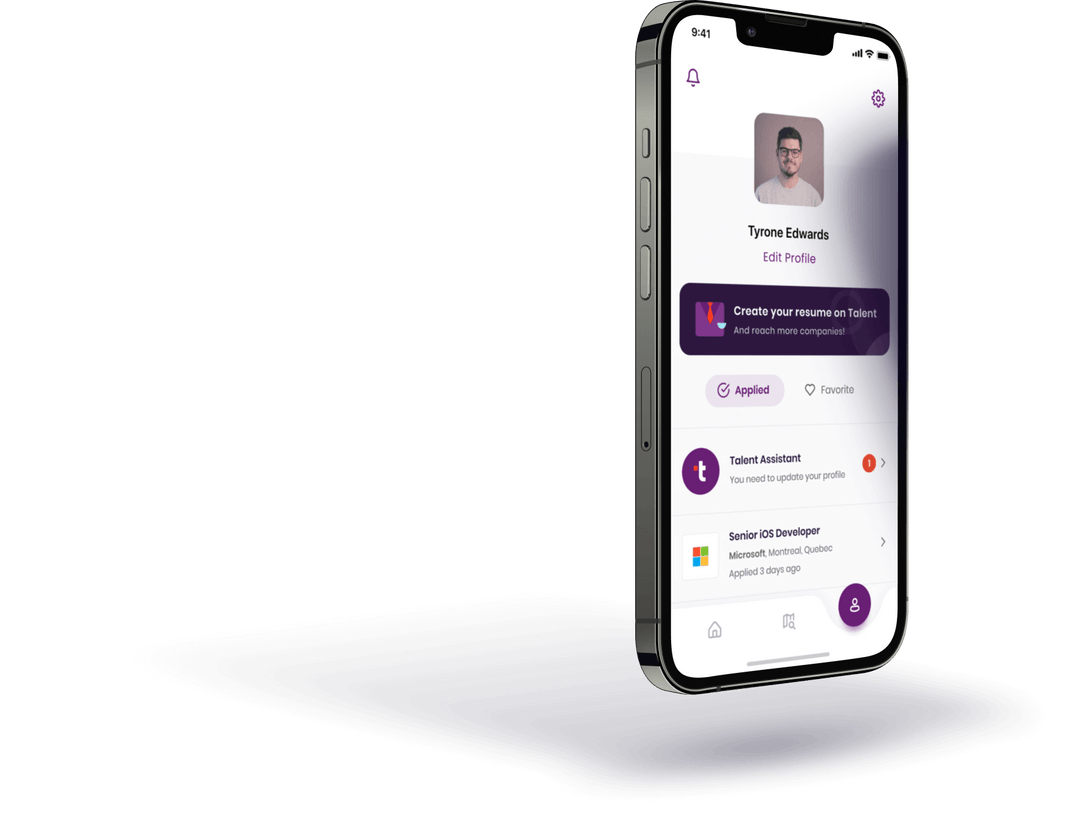 9:41
Tyrone Edwards
Edit Profile
Create your resume on Talent
And reach more companies!
Applied
Favorite
Talent Assistant
You need to update your profile
1
t
Senior iOS Developer
Microsoft, Montreal, Quebec
Applied 3 days ago